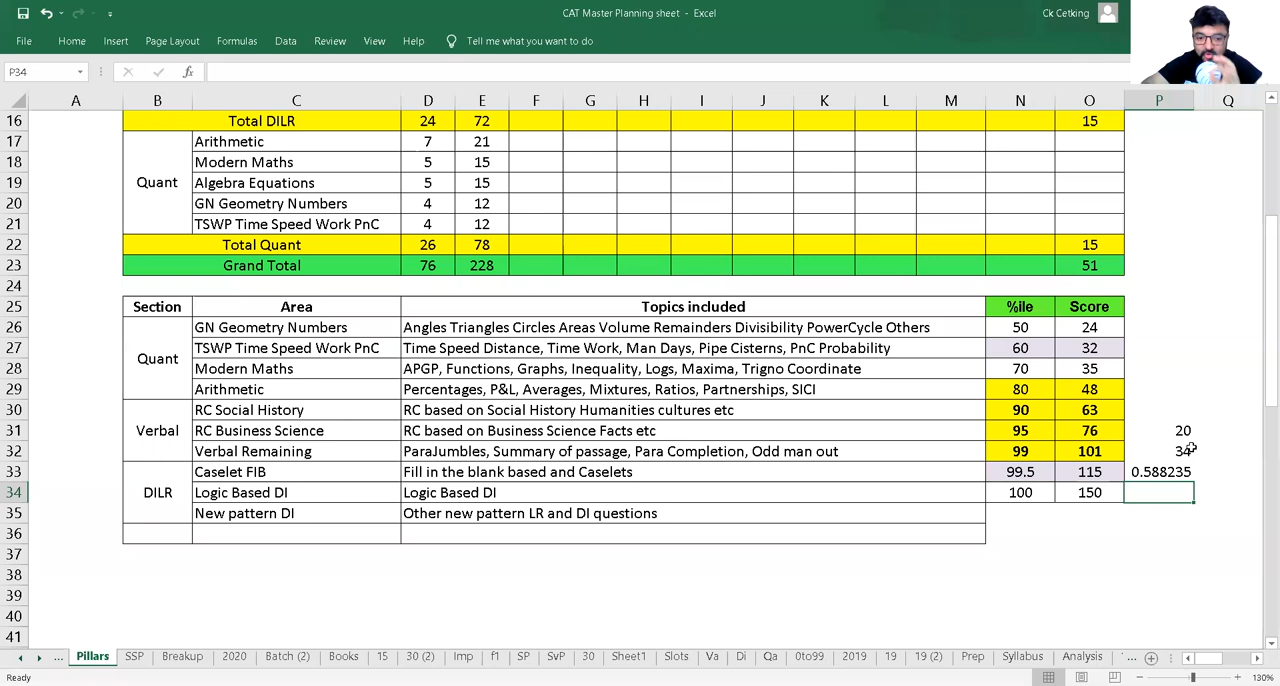 CAT Master Planning sheet - Excel
Ck Cetking
File Home Insert Page Layout Formulas Data Review View Help Tell me what you want to do
P34 fx
A B C D E F G H I J K L M N O P Q
16 Total DILR 24 72 15
17 Arithmetic 7 21
18 Modern Maths 5 15
19 Quant Algebra Equations 5 15
20 GN Geometry Numbers 4 12
21 TSWP Time Speed Work PnC 4 12
22 Total Quant 26 78 15
23 Grand Total 76 228 51
24
25 Section Area Topics included %ile Score
26 GN Geometry Numbers Angles Triangles Circles Areas Volume Remainders Divisibility PowerCycle Others 50 24
27 Quant TSWP Time Speed Work PnC Time Speed Distance, Time Work, Man Days, Pipe Cisterns, PnC Probability 60 32
28 Modern Maths APGP, Functions, Graphs, Inequality, Logs, Maxima, Trigno Coordinate 70 35
29 Arithmetic Percentages, P&L, Averages, Mixtures, Ratios, Partnerships, SICI 80 48
30 RC Social History RC based on Social History Humanities cultures etc 90 63
31 Verbal RC Business Science RC based on Business Science Facts etc 95 76 20
32 Verbal Remaining ParaJumbles, Summary of passage, Para Completion, Odd man out 99 101 34
33 Caselet FIB Fill in the blank based and Caselets 99.5 115 0.588235
34 DILR Logic Based DI Logic Based DI 100 150
35 New pattern DI Other new pattern LR and DI questions
36
37
38
39
40
41
... Pillars SSP Breakup 2020 Batch (2) Books 15 30 (2) Imp f1 SP SvP 30 Sheet1 Slots Va Di Qa 0to99 2019 19 19 (2) Prep Syllabus Analysis ...
Ready 130%